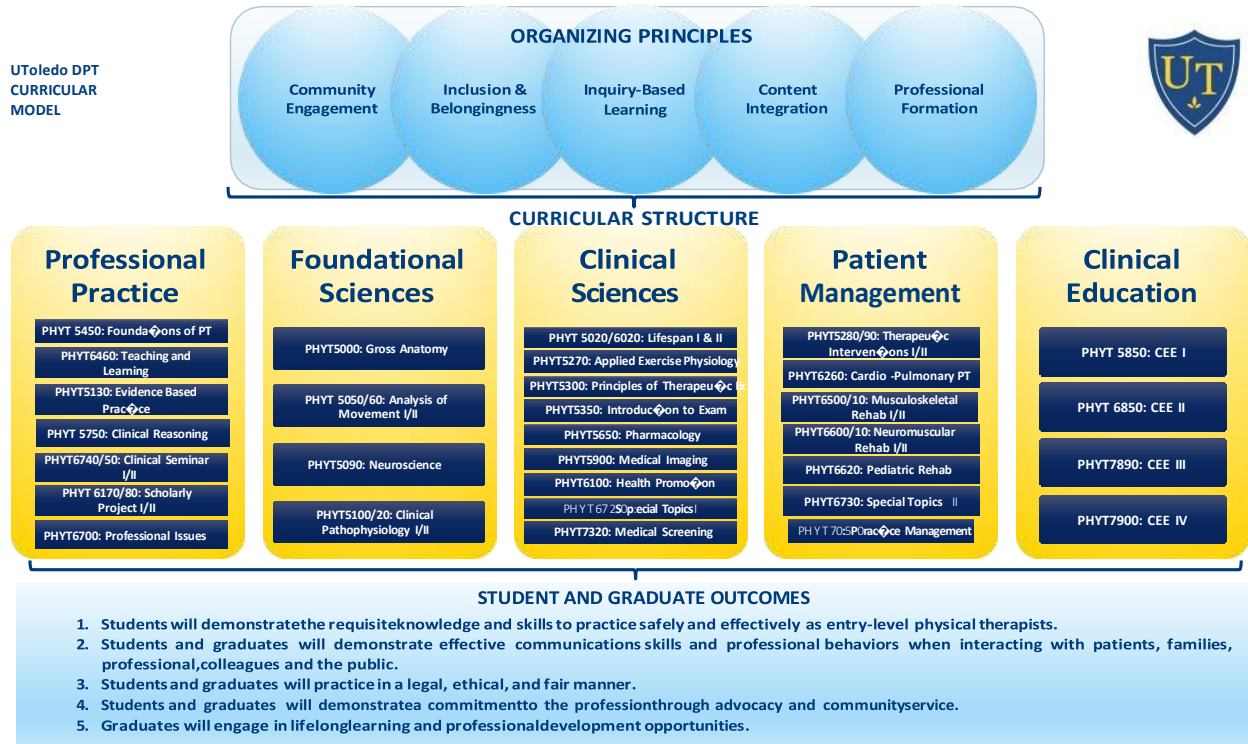 ORGANIZING PRINCIPLES
UToledo DPT
CURRICULAR
MODEL
Community
Engagement
Inclusion &
Belongingness
Inquiry-Based
Learning
Content
Integration
Professional
Formation
UT
CURRICULAR STRUCTURE
Professional
Practice
PHYT 5450: Founda�ons of PT
PHYT6460: Teaching and
Learning
PHYT5130: Evidence Based
Prac�ce
PHYT 5750: Clinical Reasoning
PHYT6740/50: Clinical Seminar
I/II
PHYT 6170/80: Scholarly
Project I/II
PHYT6700: Professional Issues
Foundational
Sciences
PHYT5000: Gross Anatomy
PHYT 5050/60: Analysis of
Movement I/II
PHYT5090: Neuroscience
PHYT5100/20: Clinical
Pathophysiology I/II
Clinical
Sciences
PHYT 5020/6020: Lifespan I & II
PHYT5270: Applied Exercise Physiology
PHYT5300: Principles of Therapeu�c Ex
PHYT5350: Introduc�on to Exam
PHYT5650: Pharmacology
PHYT5900: Medical Imaging
PHYT6100: Health Promo�on
Topics I
PHYT7320: Medical Screening
Patient
Management
PHYT5280/90: Therapeu�c
Interven�ons I/II
PHYT6260: Cardio -Pulmonary PT
PHYT6500/10: Musculoskeletal
Rehab I/II
PHYT6600/10: Neuromuscular
Rehab I/II
PHYT6620: Pediatric Rehab
PHYT6730: Special Topics II
Management
Clinical
Education
PHYT 5850: CEE I
PHYT 6850: CEE II
PHYT7890: CEE III
PHYT7900: CEE IV
STUDENT AND GRADUATE OUTCOMES
1. Students will demonstratethe requisiteknowledge and skills to practice safely and effectively as entry-level physical therapists.
2. Students and graduates will demonstrate effective communications skills and professional behaviors when interacting with patients, families,
professional,colleagues and the public.
3. Students and graduates will practice in a legal, ethical, and fair manner.
4. Students and graduates will demonstratea commitmentto the professionthrough advocacy and communityservice.
5. Graduates will engage in lifelonglearning and professionaldevelopment opportunities.